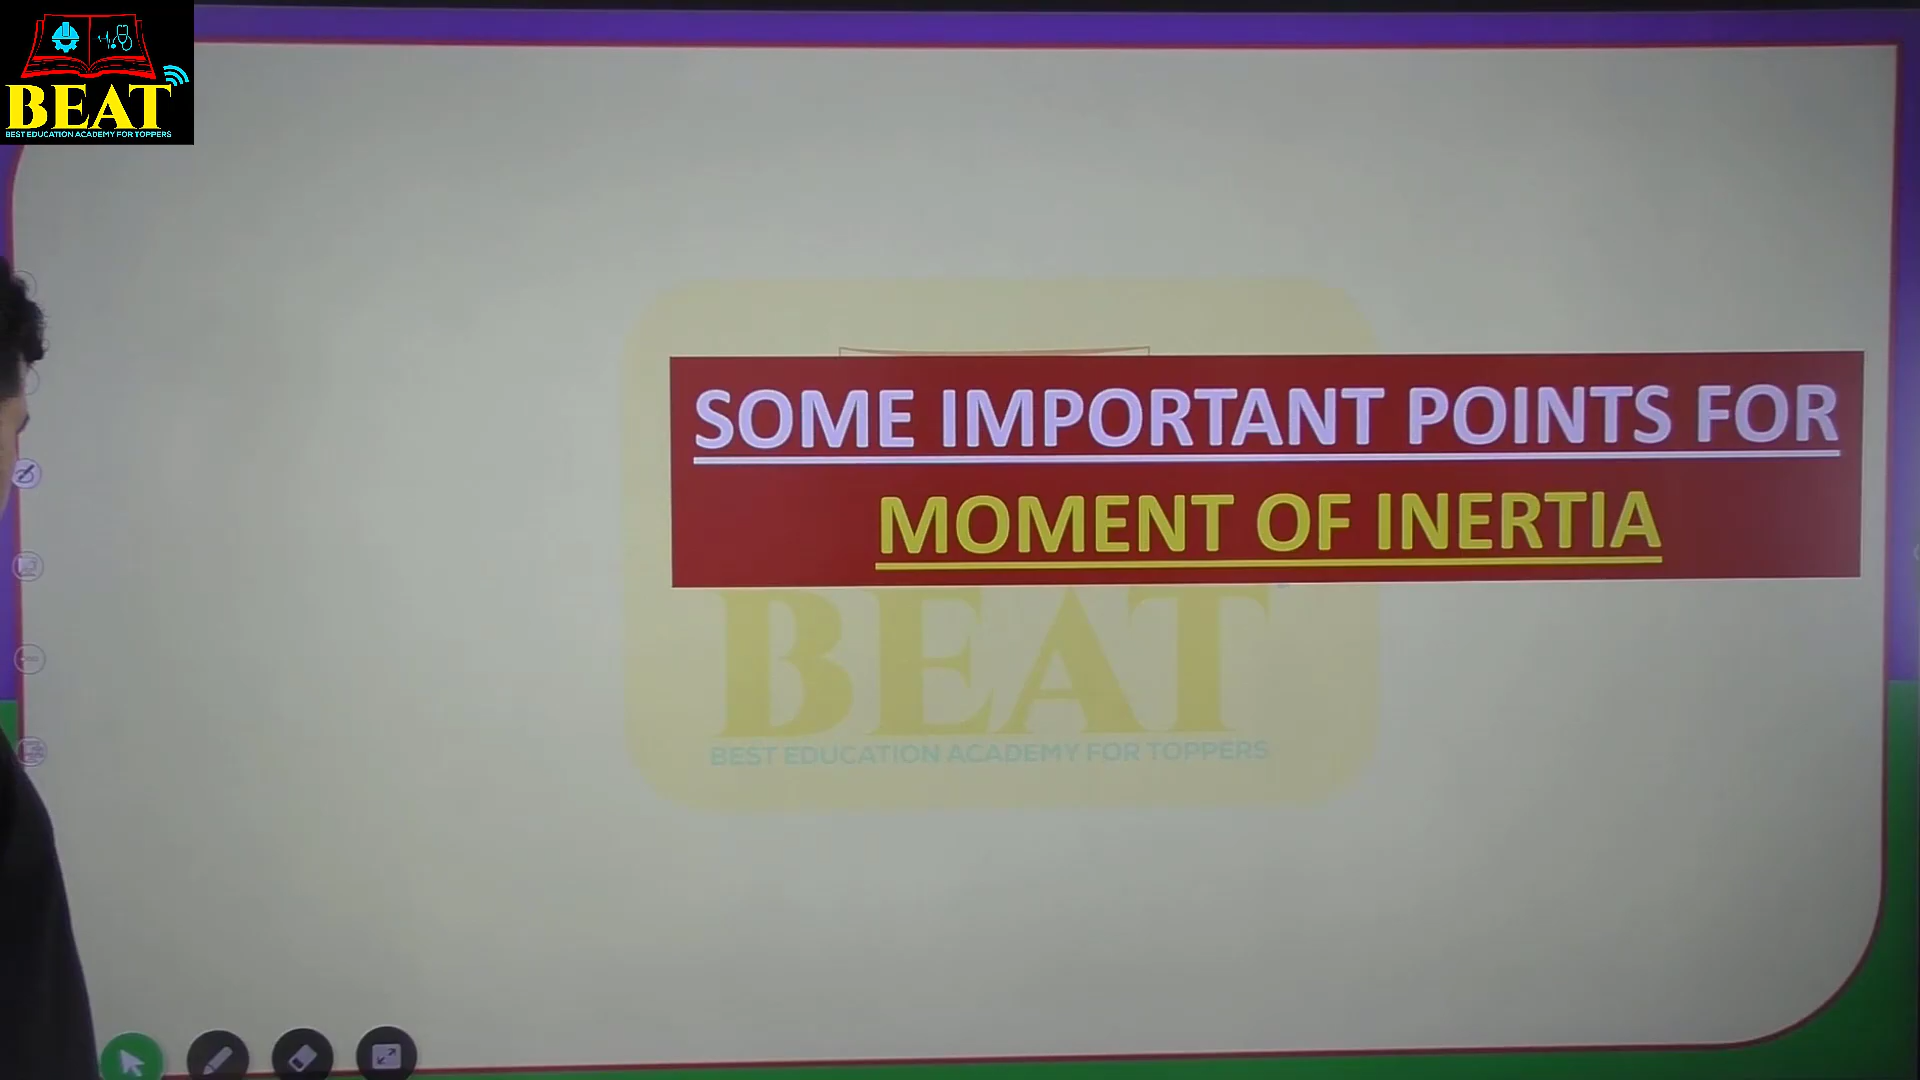 BEAT
BEST EDUCATION ACADEMY FOR TOPPERS
SOME IMPORTANT POINTS FOR
MOMENT OF INERTIA
BEAT
BEST EDUCATION ACADEMY FOR TOPPERS